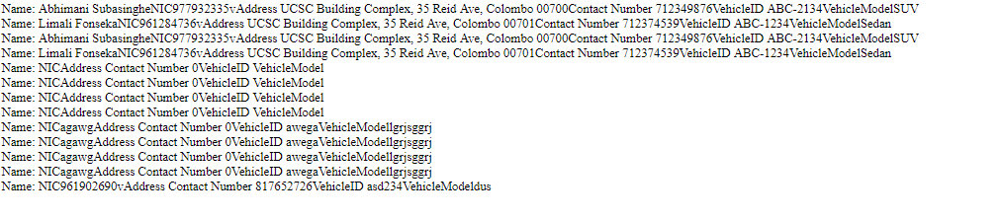 Name: Abhimani SubasingheNIC977932335vAddress UCSC Building Complex, 35 Reid Ave, Colombo 00700Contact Number 712349876VehicleID ABC-2134VehicleModelSUV
Name: Limali FonsekaNIC961284736vAddress UCSC Building Complex, 35 Reid Ave, Colombo 00701Contact Number 712374539VehicleID ABC-1234VehicleModelSedan
Name: Abhimani SubasingheNIC977932335vAddress UCSC Building Complex, 35 Reid Ave, Colombo 00700Contact Number 712349876VehicleID ABC-2134VehicleModelSUV
Name: Limali FonsekaNIC961284736vAddress UCSC Building Complex, 35 Reid Ave, Colombo 00701Contact Number 712374539VehicleID ABC-1234VehicleModelSedan
Name: NICAddress Contact Number 0VehicleID VehicleModel
Name: NICAddress Contact Number 0VehicleID VehicleModel
Name: NICAddress Contact Number 0VehicleID VehicleModel
Name: NICAddress Contact Number 0VehicleID VehicleModel
Name: NICagawgAddress Contact Number 0VehicleID awegaVehicleModellgrjsggrj
Name: NICagawgAddress Contact Number 0VehicleID awegaVehicleModellgrjsggrj
Name: NICagawgAddress Contact Number 0VehicleID awegaVehicleModellgrjsggrj
Name: NICagawgAddress Contact Number 0VehicleID awegaVehicleModellgrjsggrj
Name: NIC961902690vAddress Contact Number 817652726VehicleID asd234VehicleModeldus